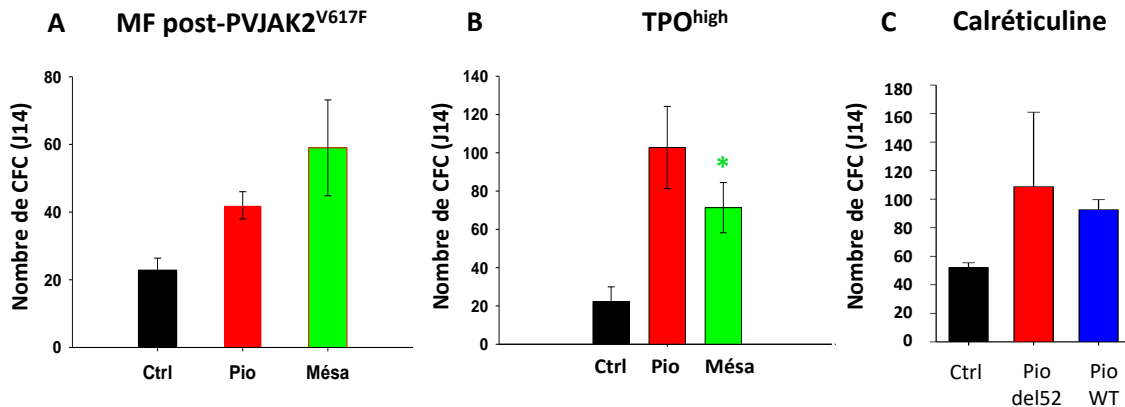 A MF post-PVJAK2V617F
Nombre de CFC (J14)
80
60
40
20
0
Ctrl Pio Mésa
B TPOhigh
Nombre de CFC (J14)
140
120
100
80
60
40
20
0
*
Ctrl Pio Mésa
C Calréticuline
Nombre de CFC (J14)
180
160
140
120
100
80
60
40
20
0
Ctrl Pio Pio
del52 WT